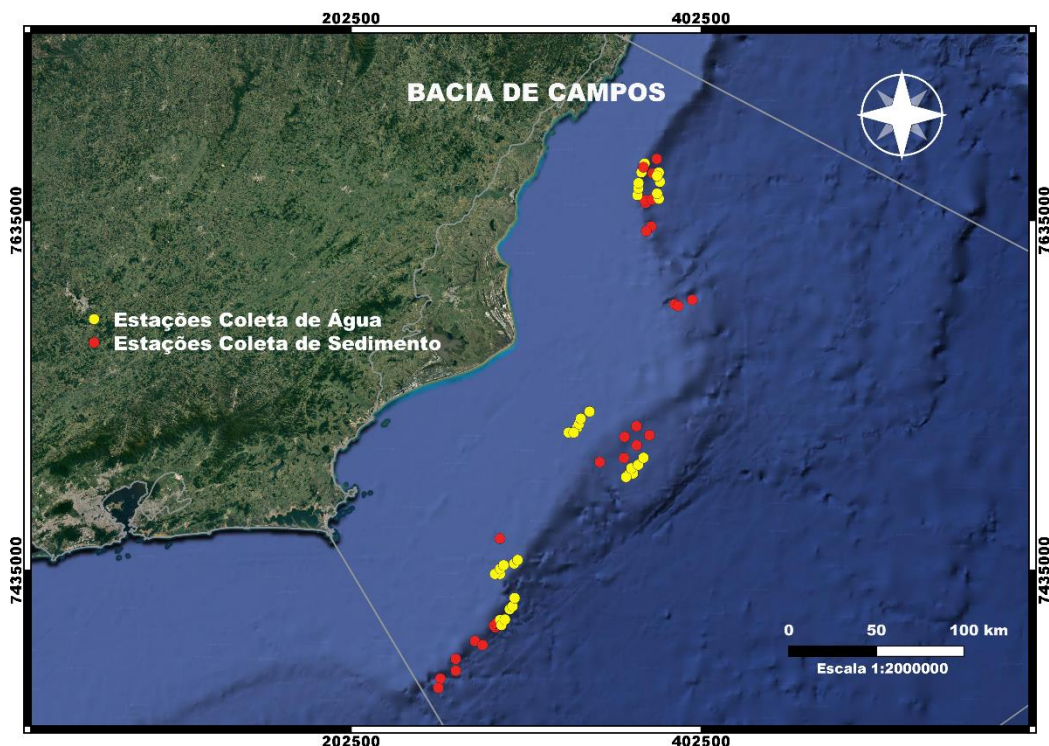 202500 402500
BACIA DE CAMPOS
7635000 7635000
Estações Coleta de Água
Estações Coleta de Sedimento
7435000 7435000
0 50 100 km
Escala 1:2000000
202500 402500